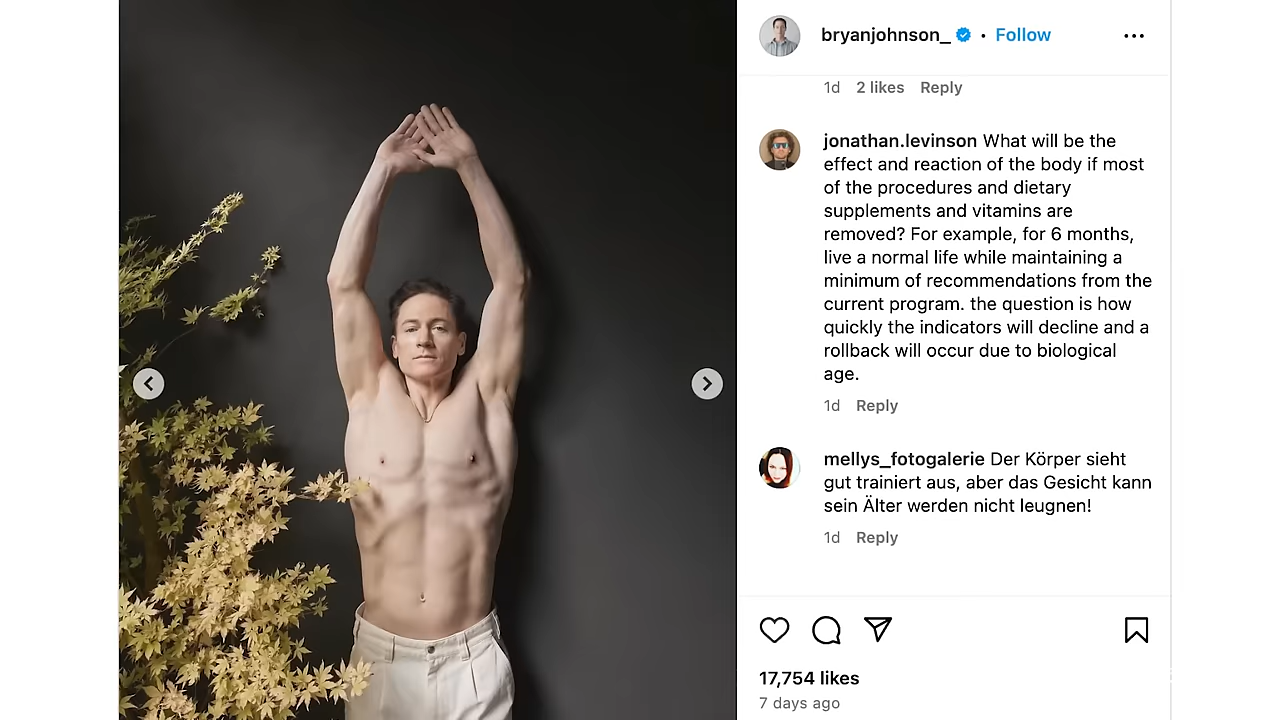 bryanjohnson_ • Follow
1d 2 likes Reply
jonathan.levinson What will be the
effect and reaction of the body if most
of the procedures and dietary
supplements and vitamins are
removed? For example, for 6 months,
live a normal life while maintaining a
minimum of recommendations from the
current program. the question is how
quickly the indicators will decline and a
rollback will occur due to biological
age.
1d Reply
mellys_fotogalerie Der Körper sieht
gut trainiert aus, aber das Gesicht kann
sein Älter werden nicht leugnen!
1d Reply
17,754 likes
7 days ago